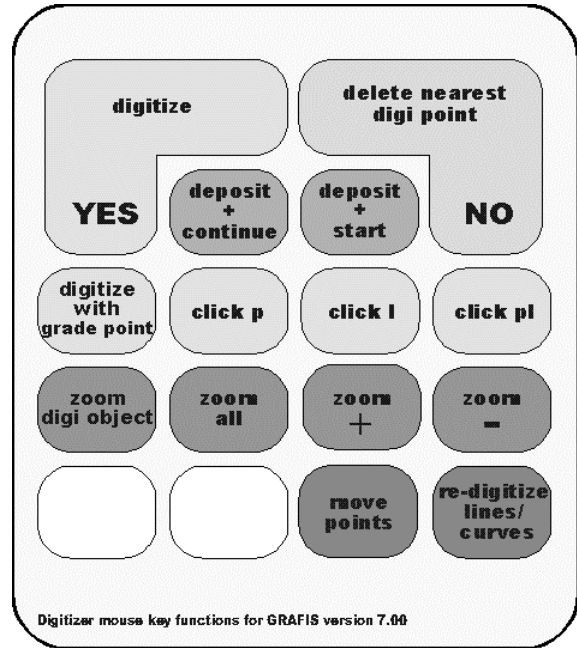 digitize
delete nearest
digi point
YES
deposit
+
continue
deposit
+
start
NO
digitize
with
grade point
click p
click l
click pl
zoom
digi object
zoom
all
zoom
+
zoom
-
move
points
re-digitize
lines/
curves
Digitizer mouse key functions for GRAFIS version 7.00